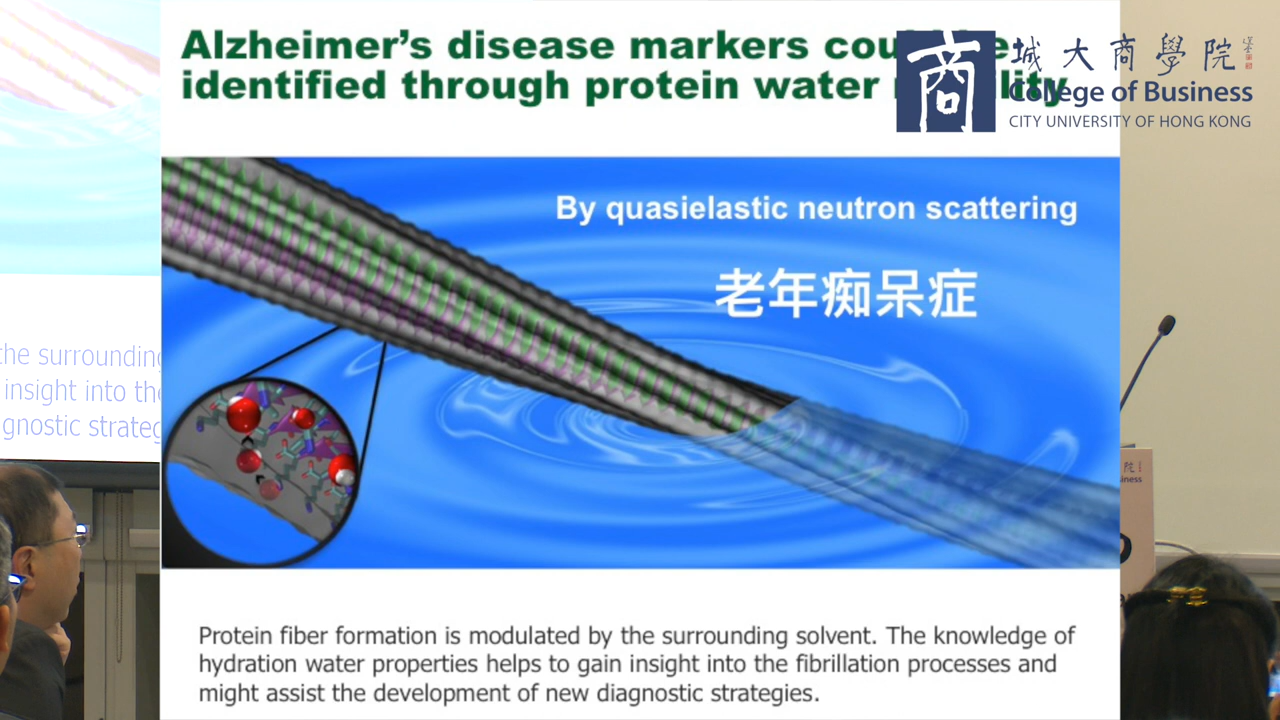 Alzheimer's disease markers cou
identified through protein water
城大商學院
College of Business
CITY UNIVERSITY OF HONG KONG
By quasielastic neutron scattering
老年痴呆症
the surrounding
insight into the
gnostic strateg
院
iness
Protein fiber formation is modulated by the surrounding solvent. The knowledge of
hydration water properties helps to gain insight into the fibrillation processes and
might assist the development of new diagnostic strategies.